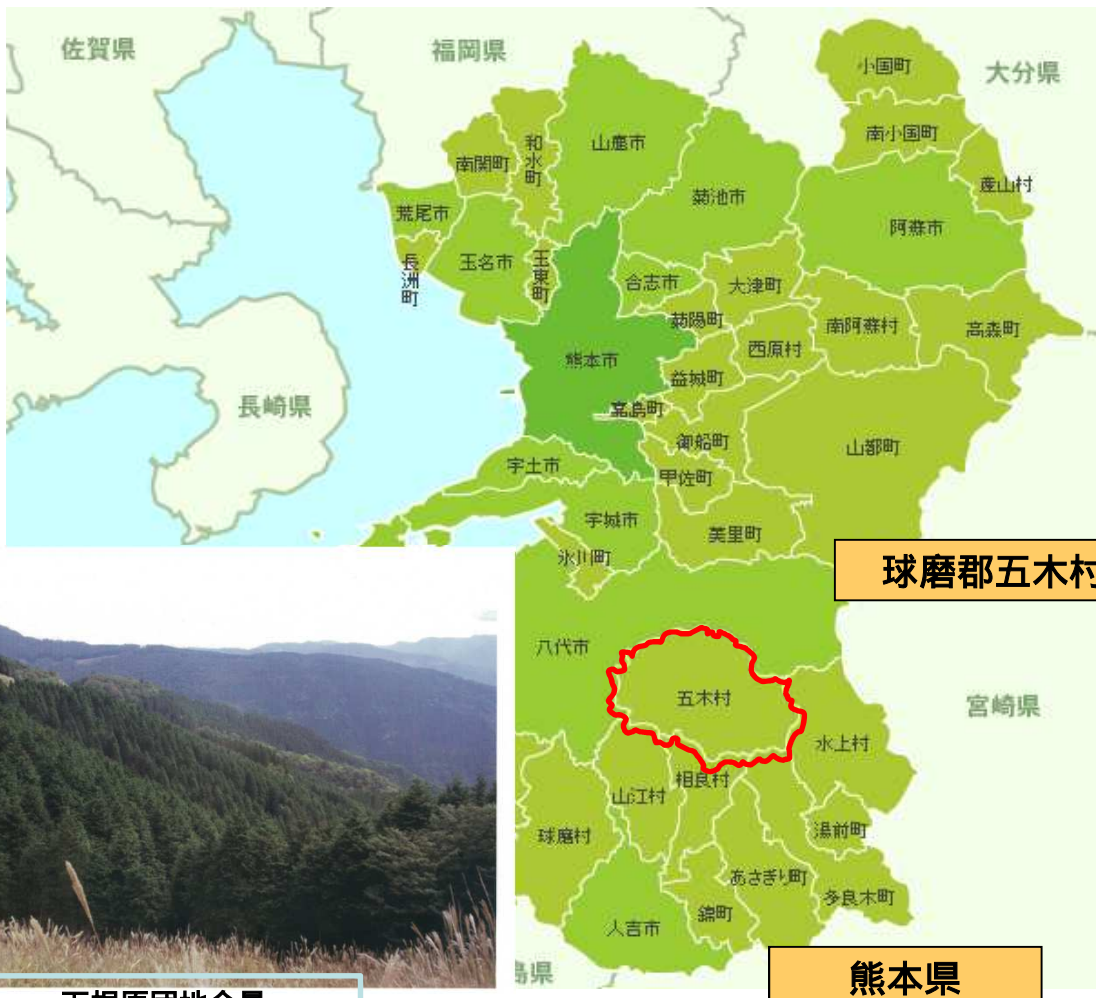 佐賀県
福岡県
小国町
大分県
南小国町
和水町
山鹿市
南関町
産山村
菊池市
荒尾市
阿蘇市
長洲町
玉名市
玉東町
合志市
大津町
菊陽町
南阿蘇村
高森町
西原村
熊本市
益城町
長崎県
嘉島町
御船町
山都町
宇土市
甲佐町
宇城市
美里町
氷川町
球磨郡五木村
八代市
五木村
宮崎県
水上村
相良村
山江村
湯前町
球磨村
あさぎり町
多良木町
錦町
人吉市
島県
熊本県